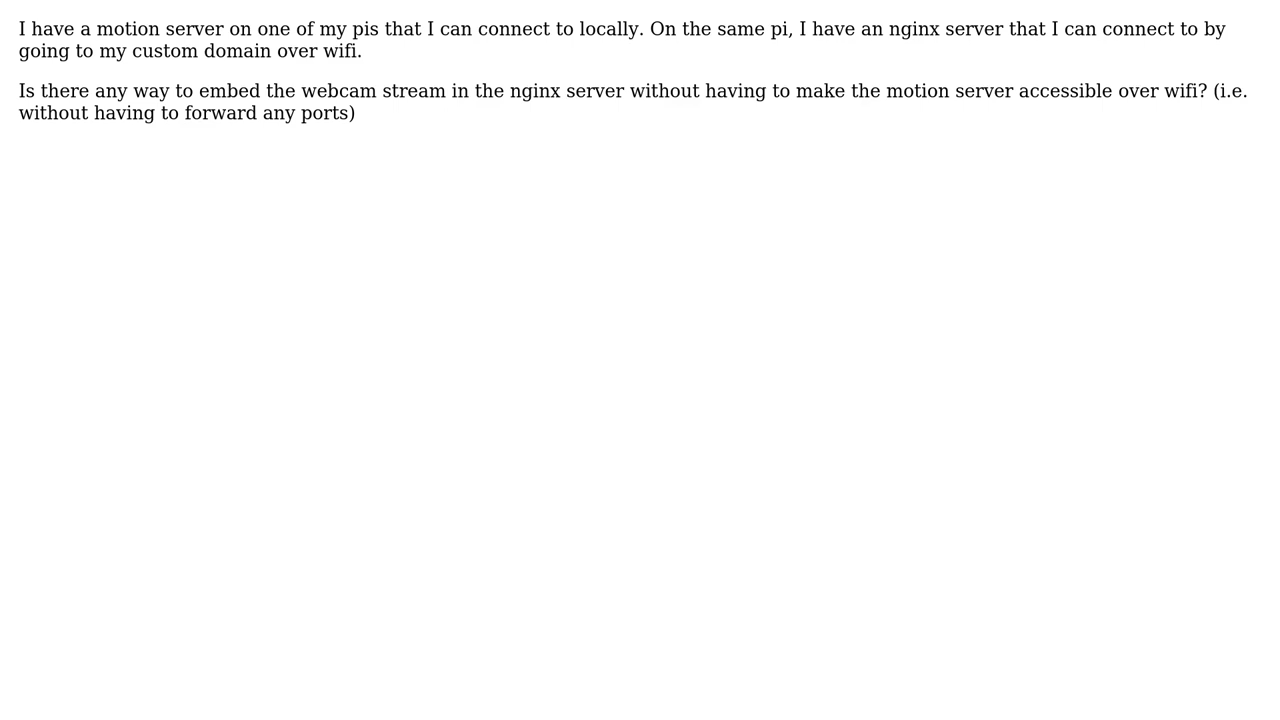 I have a motion server on one of my pis that I can connect to locally. On the same pi, I have an nginx server that I can connect to by
going to my custom domain over wifi.
Is there any way to embed the webcam stream in the nginx server without having to make the motion server accessible over wifi? (i.e.
without having to forward any ports)